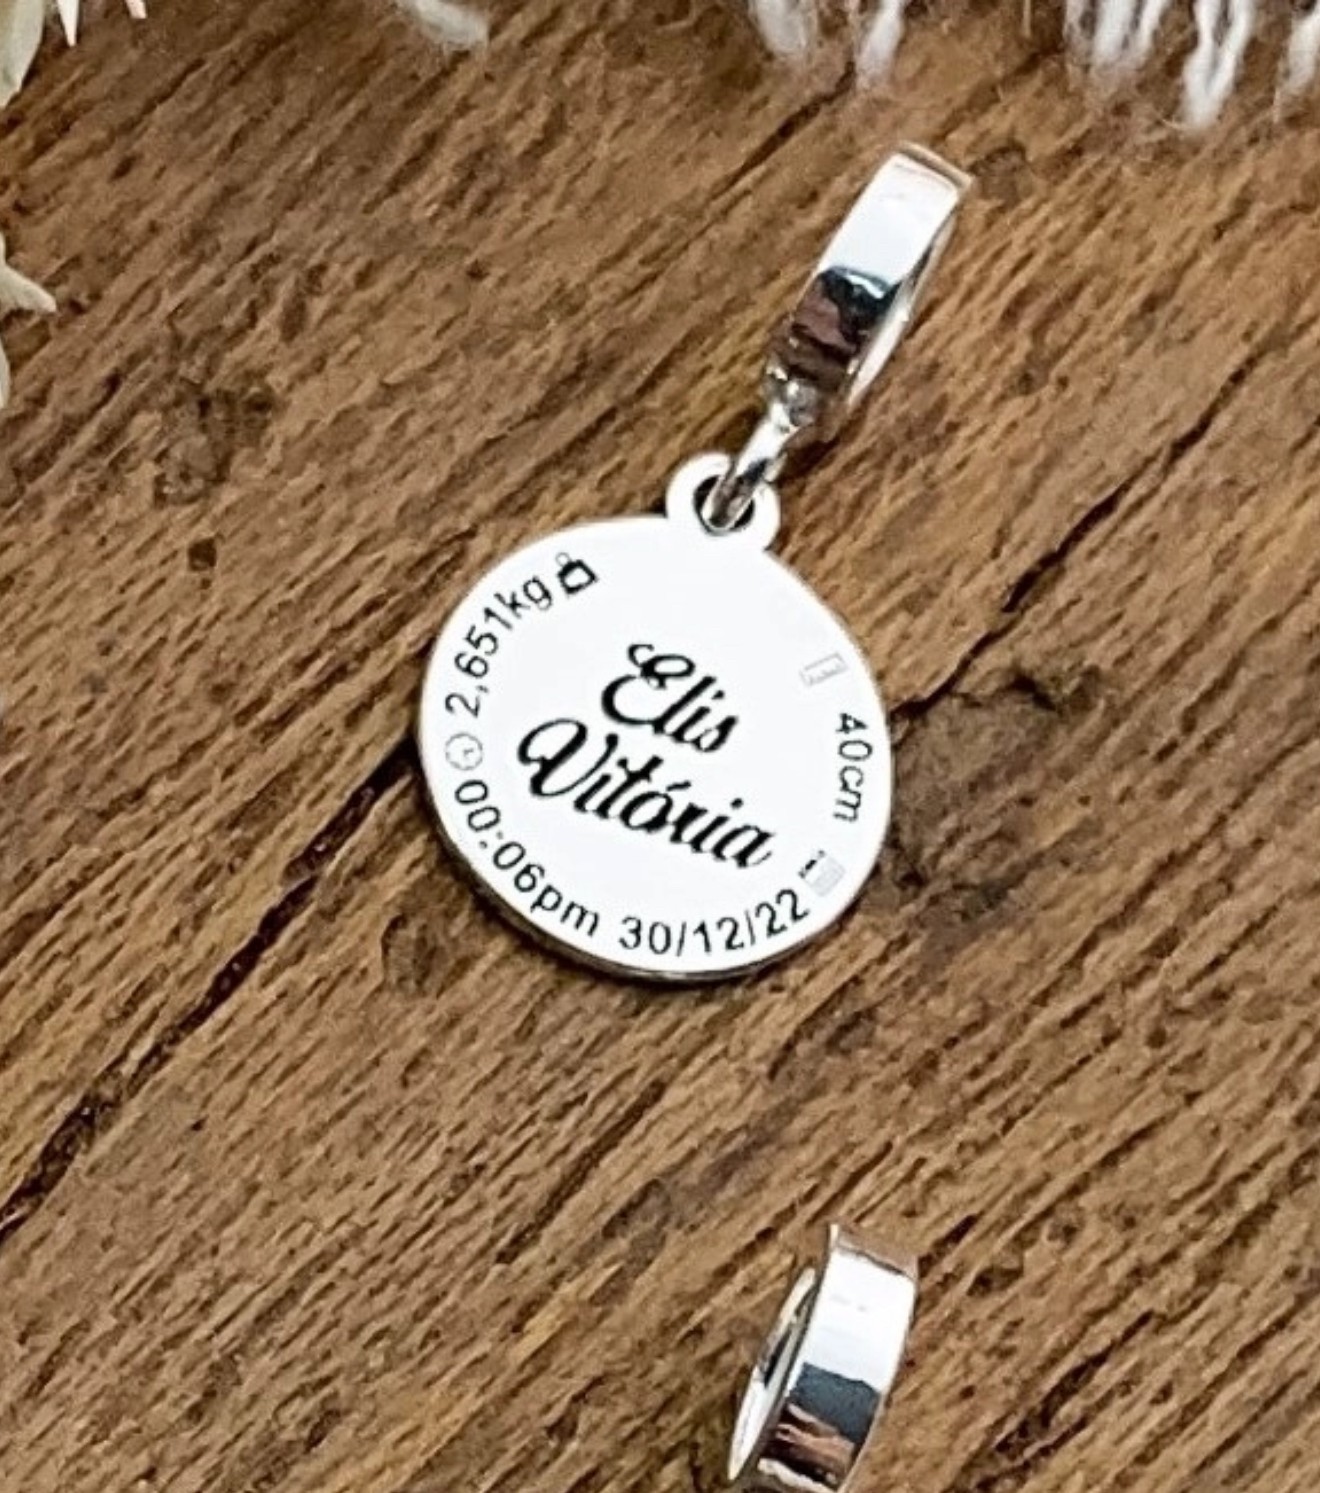 Elis
Vitória
2,651kg
00:06pm
30/12/22
40cm